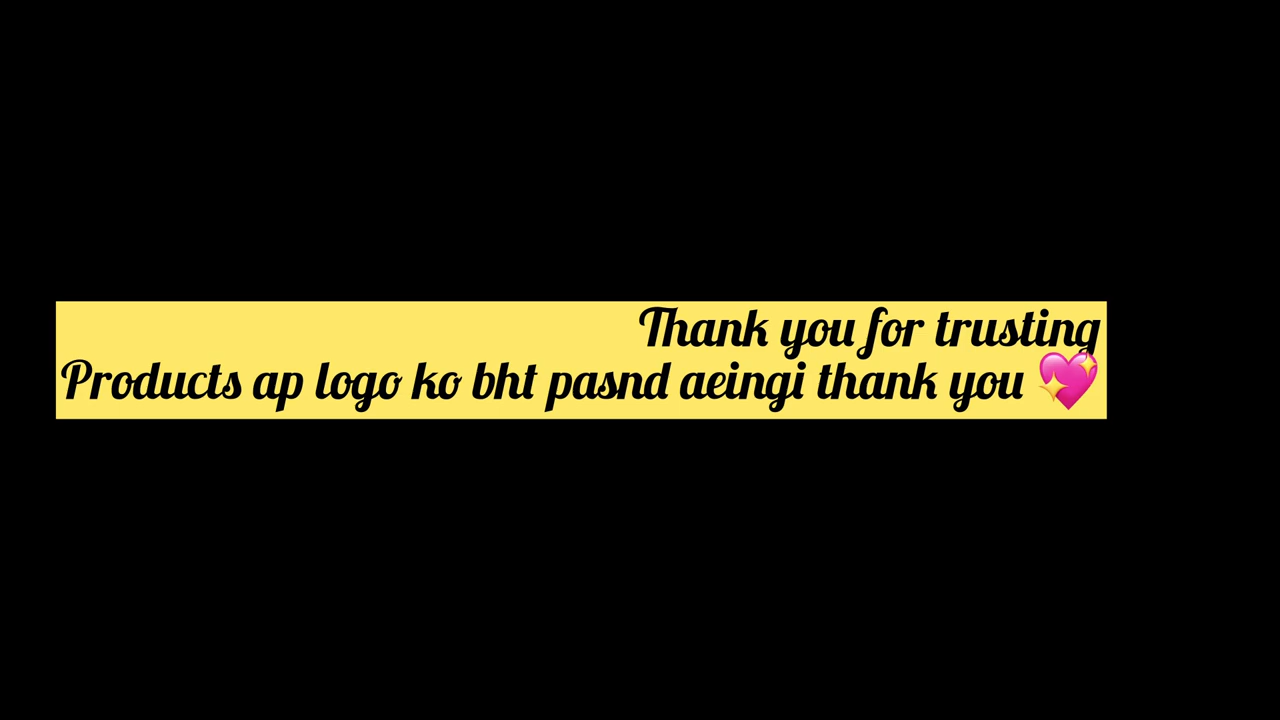 Thank you for trusting
Products ap logo ko bht pasnd aeingi thank you 💖